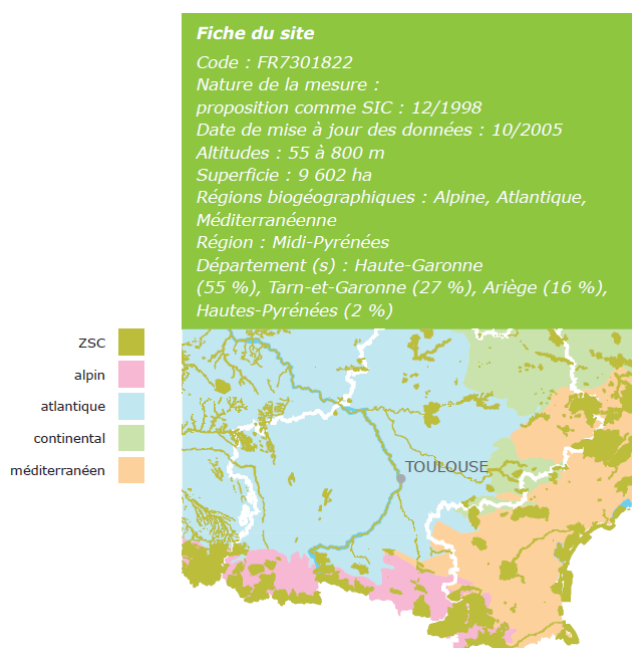 Fiche du site
Code : FR7301822
Nature de la mesure :
proposition comme SIC : 12/1998
Date de mise à jour des données : 10/2005
Altitudes : 55 à 800 m
Superficie : 9 602 ha
Régions biogéographiques : Alpine, Atlantique,
Méditerranéenne
Région : Midi-Pyrénées
Département (s) : Haute-Garonne
(55 %), Tarn-et-Garonne (27 %), Ariège (16 %),
Hautes-Pyrénées (2 %)
ZSC
alpin
atlantique
continental
méditerranéen
TOULOUSE